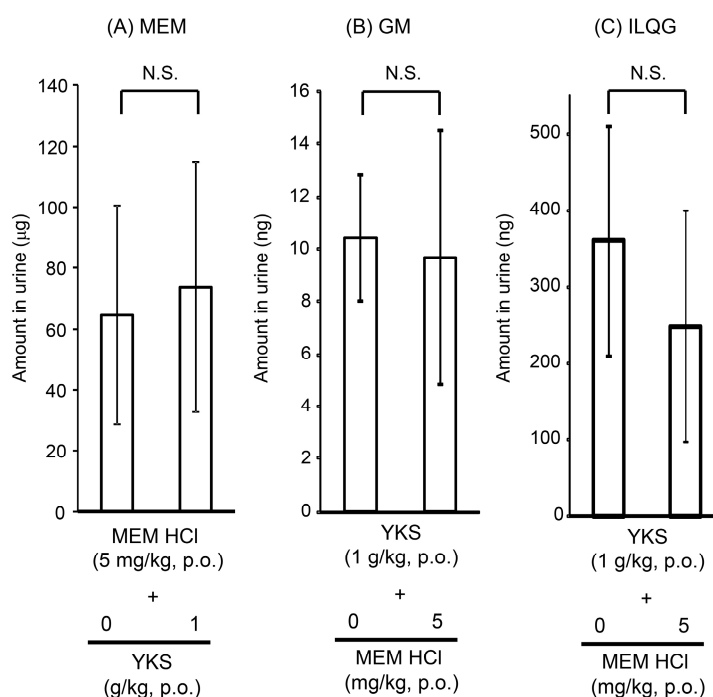 (A) MEM
N.S.
Amount in urine (µg)
140
120
100
80
60
40
20
0
MEM HCl
(5 mg/kg, p.o.)
+
0 1
YKS
(g/kg, p.o.)
(B) GM
N.S.
Amount in urine (ng)
16
14
12
10
8
6
4
2
0
YKS
(1 g/kg, p.o.)
+
0 5
MEM HCl
(mg/kg, p.o.)
(C) ILQG
N.S.
Amount in urine (ng)
500
400
300
200
100
0
YKS
(1 g/kg, p.o.)
+
0 5
MEM HCl
(mg/kg, p.o.)